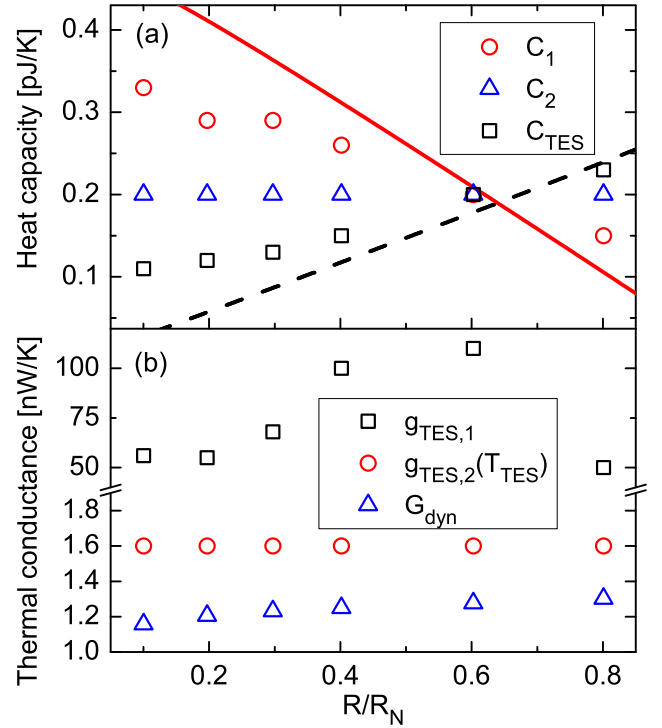 (a)
C1
C2
CTES
0.4
0.3
0.2
0.1
Heat capacity [pJ/K]
(b)
gTES,1
gTES,2(TTES)
Gdyn
100
75
50
1.8
1.6
1.4
1.2
1.0
Thermal conductance [nW/K]
0.2 0.4 0.6 0.8
R/RN